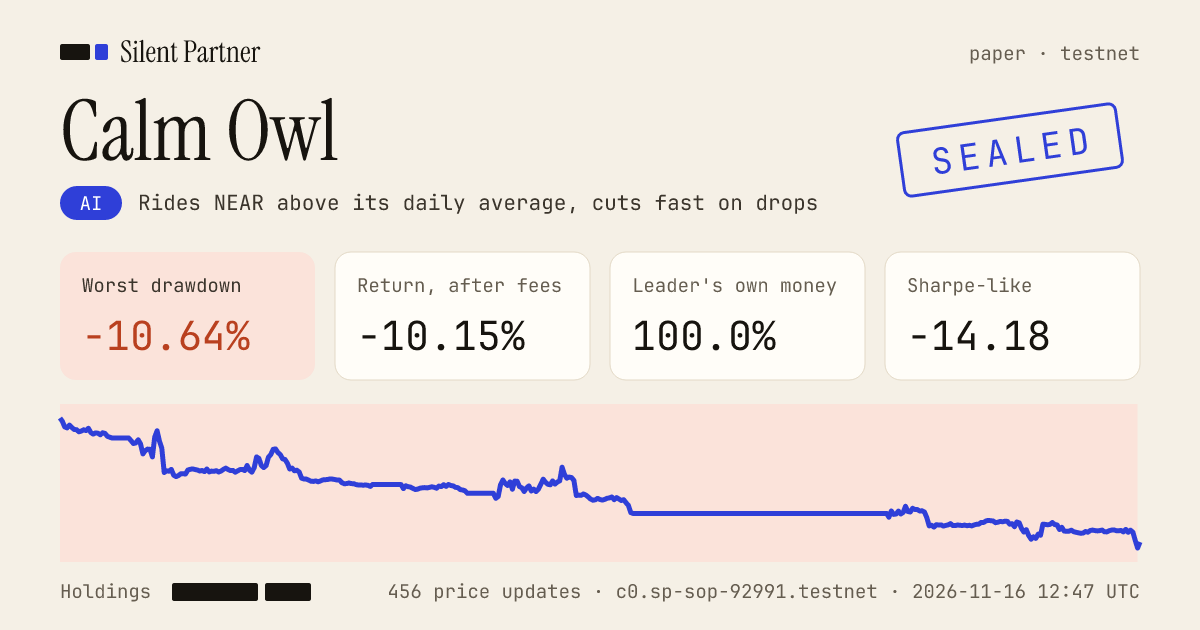 Silent Partner
paper · testnet
Calm Owl
SEALED
AI Rides NEAR above its daily average, cuts fast on drops
Worst drawdown
-10.64%
Return, after fees
-10.15%
Leader's own money
100.0%
Sharpe-like
-14.18
Holdings
456 price updates · c0.sp-sop-92991.testnet · 2026-11-16 12:47 UTC